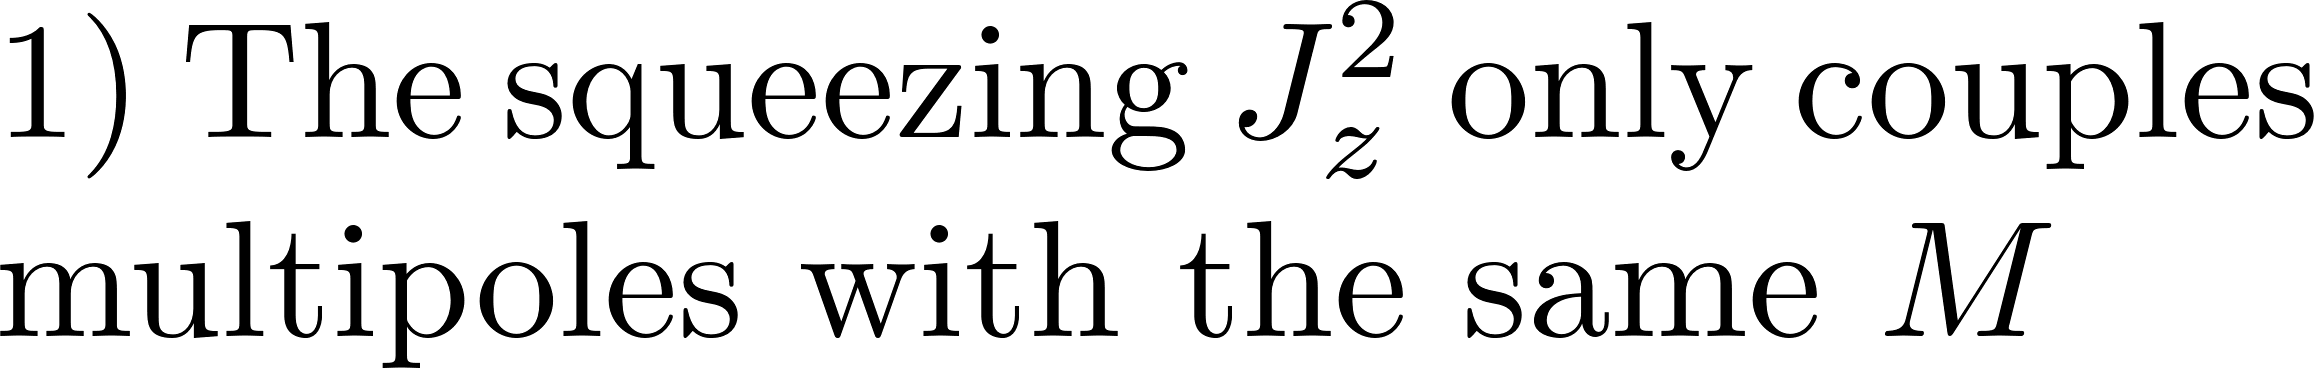 1) The squeezing $J_z^2$ only couples
multipoles with the same $M$